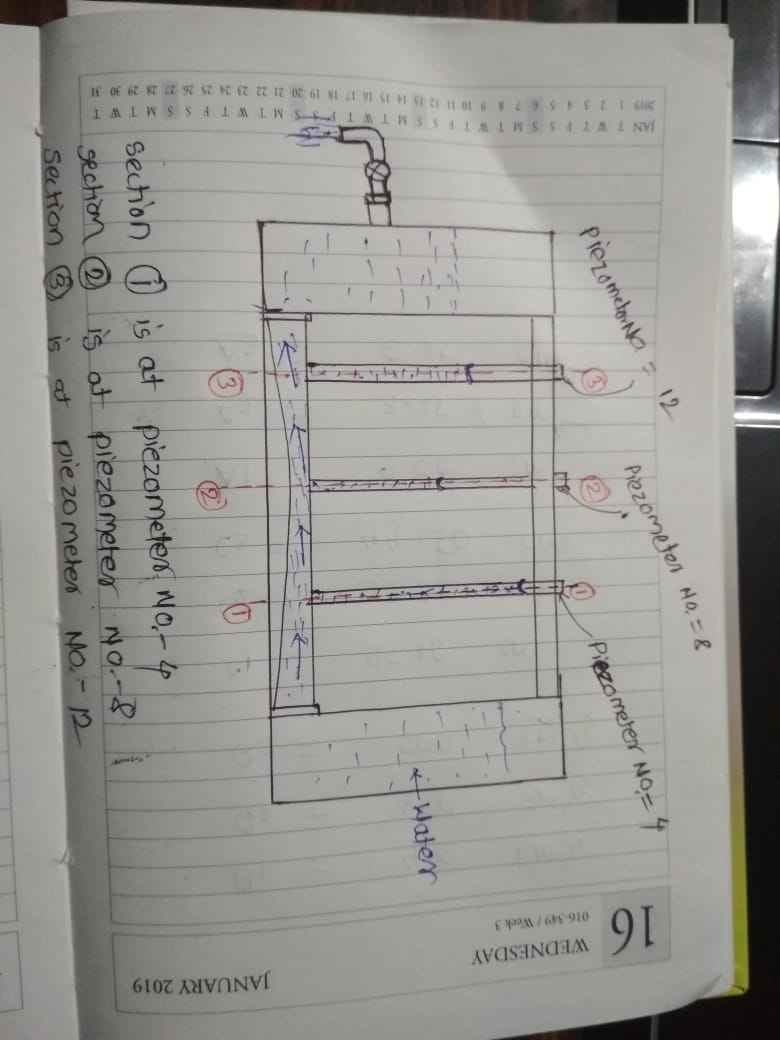 Piezometer No. = 12
Piezometer No. = 8
Piezometer No. = 4
③
②
①
③
②
①
← Water
section ① is at piezometer No.- 4
section ② is at piezometer No.- 8
section ③ is at piezometer No.- 12
JANUARY 2019
WEDNESDAY
016-349 / Week 3
16
JAN T W T F S S M T W T F S S M T W T F S S M T W T F S S M T W T
2019 1 2 3 4 5 6 7 8 9 10 11 12 13 14 15 16 17 18 19 20 21 22 23 24 25 26 27 28 29 30 31